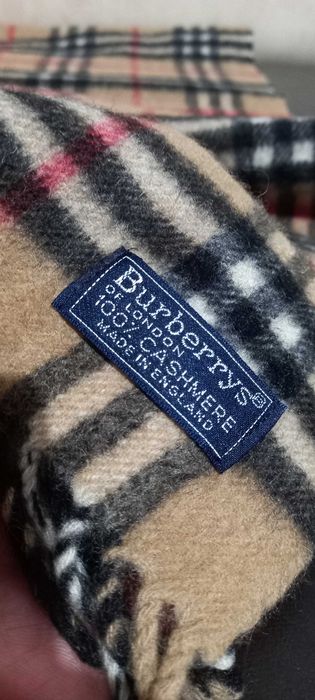 Burberrys®
OF LONDON
100% CASHMERE
MADE IN ENGLAND